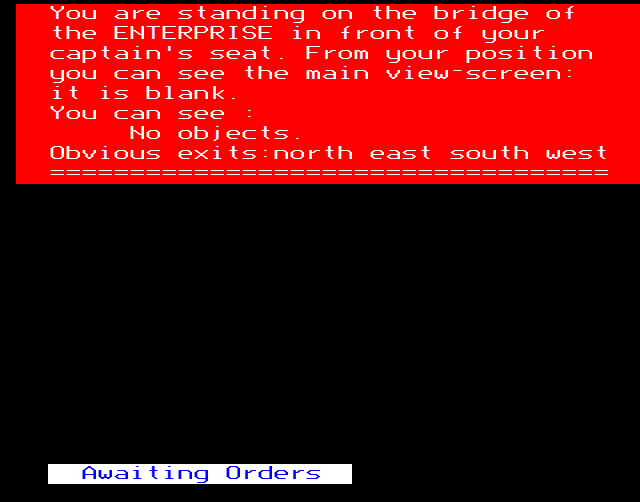 You are standing on the bridge of
the ENTERPRISE in front of your
captain's seat. From your position
you can see the main view-screen:
it is blank.
You can see :
No objects.
Obvious exits:north east south west
===================================
Awaiting Orders